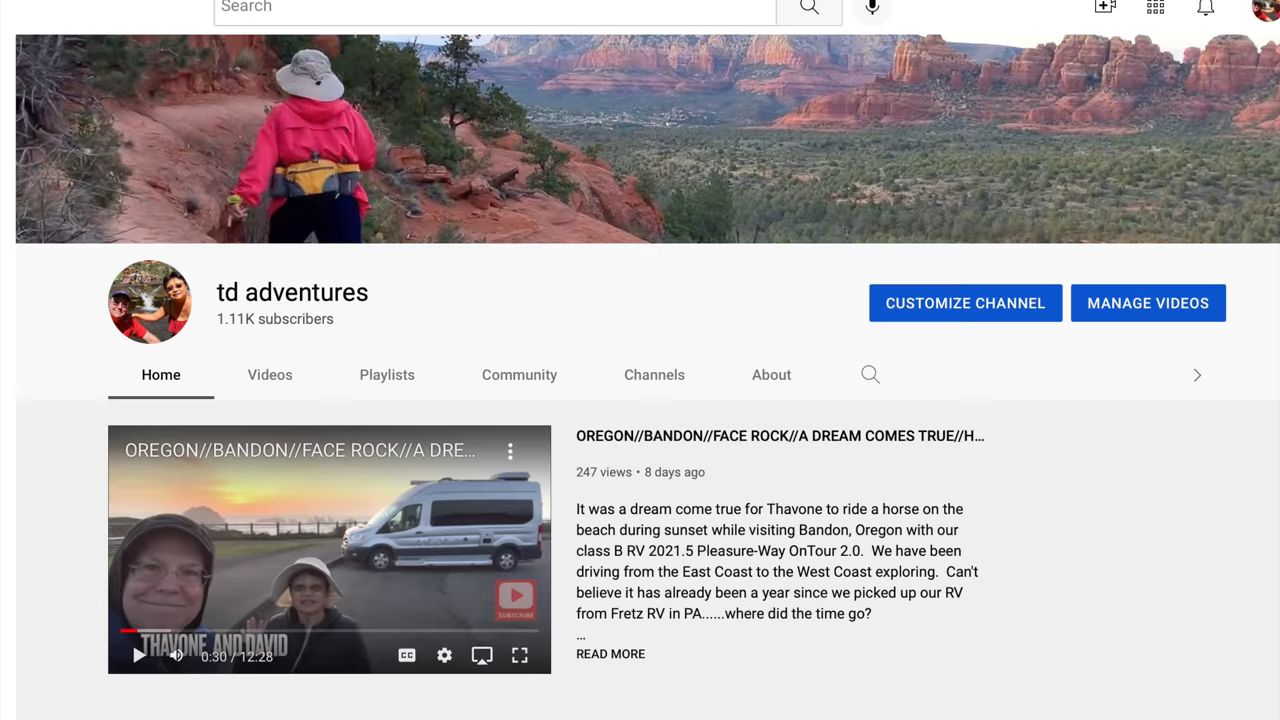 Search
td adventures
1.11K subscribers
CUSTOMIZE CHANNEL
MANAGE VIDEOS
Home
Videos
Playlists
Community
Channels
About
OREGON//BANDON//FACE ROCK//A DRE...
SUBSCRIBE
THAVONE AND DAVID
0:30 / 12:28
CC
OREGON//BANDON//FACE ROCK//A DREAM COMES TRUE//H...
247 views • 8 days ago
It was a dream come true for Thavone to ride a horse on the
beach during sunset while visiting Bandon, Oregon with our
class B RV 2021.5 Pleasure-Way OnTour 2.0.  We have been
driving from the East Coast to the West Coast exploring.  Can't
believe it has already been a year since we picked up our RV
from Fretz RV in PA......where did the time go?
...
READ MORE